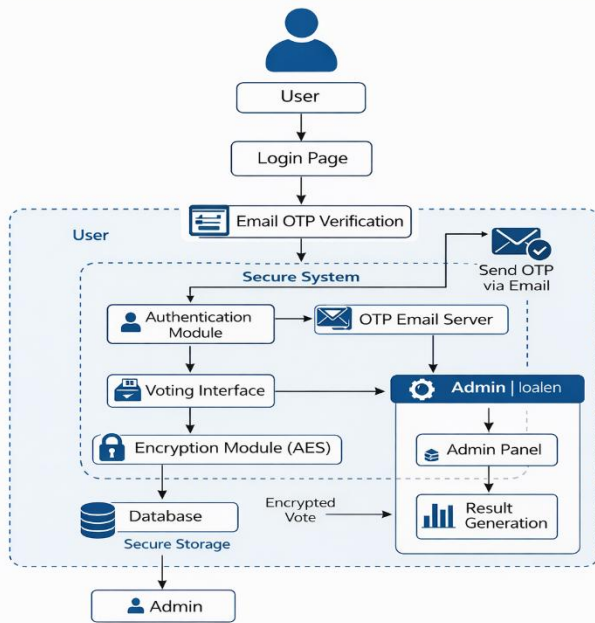 User
Login Page
Email OTP Verification
User
Send OTP
via Email
Secure System
Authentication
Module
OTP Email Server
Voting Interface
Admin | loalen
Encryption Module (AES)
Admin Panel
Database
Encrypted
Vote
Result
Generation
Secure Storage
Admin